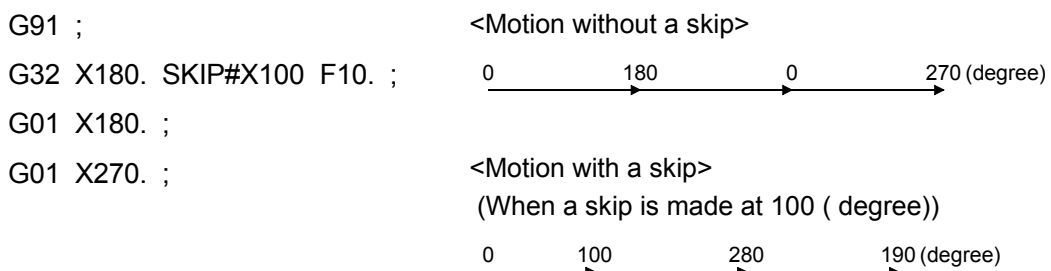 G91 ;
G32 X180. SKIP#X100 F10. ;
G01 X180. ;
G01 X270. ;
<Motion without a skip>
0 180 0 270 (degree)
<Motion with a skip>
(When a skip is made at 100 ( degree))
0 100 280 190 (degree)